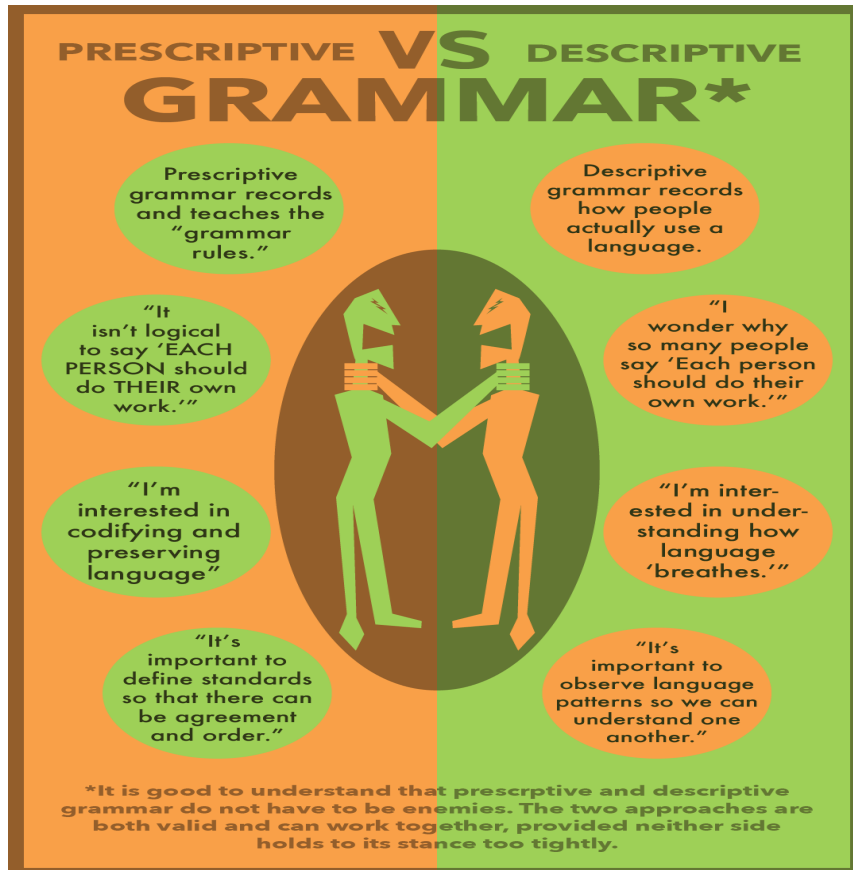 PRESCRIPTIVE VS DESCRIPTIVE
GRAMMAR*
Prescriptive
grammar records
and teaches the
“grammar
rules.”
Descriptive
grammar records
how people
actually use a
language.
“It
isn’t logical
to say ‘EACH
PERSON should
do THEIR own
work.’”
“I
wonder why
so many people
say ‘Each person
should do their
own work.’”
“I’m
interested in
codifying and
preserving
language”
“I’m inter-
ested in under-
standing how
language
‘breathes.’”
“It’s
important to
define standards
so that there can
be agreement
and order.”
“It’s
important to
observe language
patterns so we can
understand one
another.”
*It is good to understand that prescrptive and descriptive
grammar do not have to be enemies. The two approaches are
both valid and can work together, provided neither side
holds to its stance too tightly.